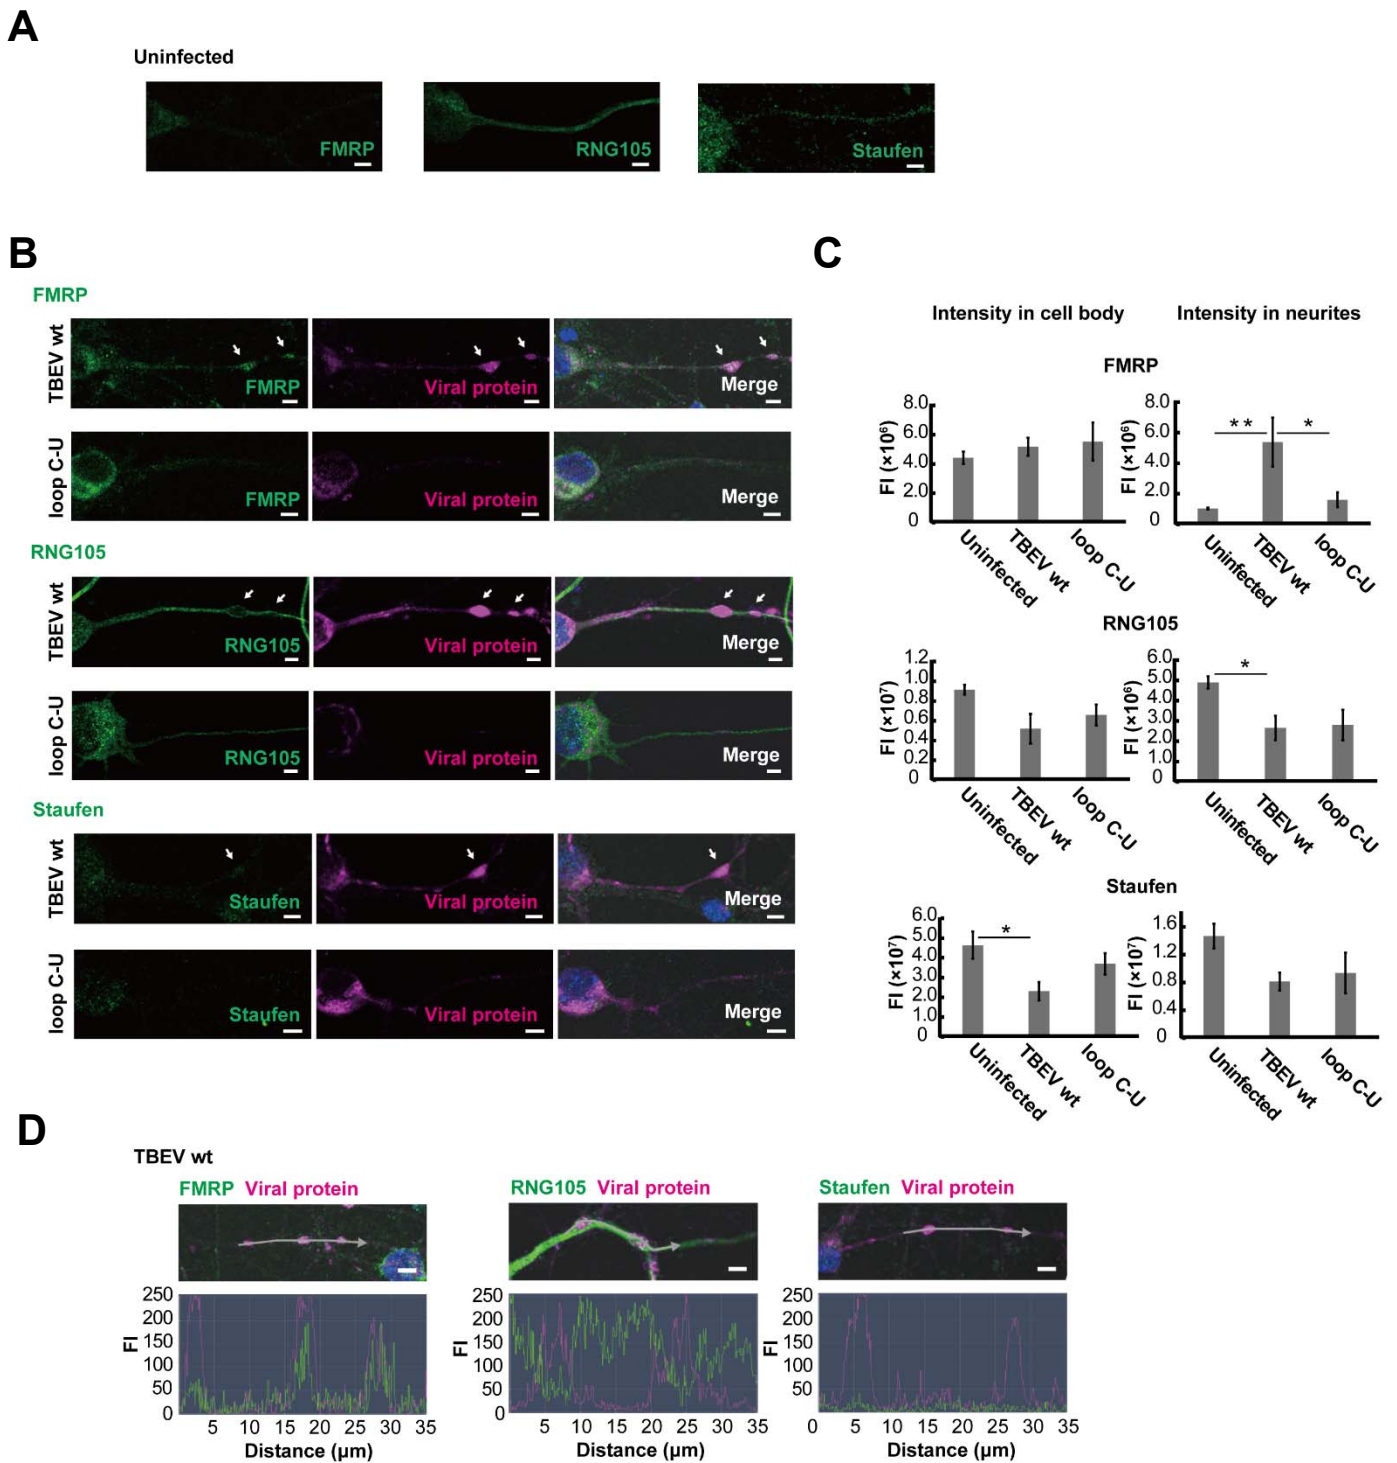 A
Uninfected
FMRP
RNG105
Staufen
B
FMRP
TBEV wt
FMRP
Viral protein
Merge
loop C-U
FMRP
Viral protein
Merge
RNG105
TBEV wt
RNG105
Viral protein
Merge
loop C-U
RNG105
Viral protein
Merge
Staufen
TBEV wt
Staufen
Viral protein
Merge
loop C-U
Staufen
Viral protein
Merge
C
Intensity in cell body
Intensity in neurites
FMRP
FI (×10⁶)
8.0
6.0
4.0
2.0
0
Uninfected
TBEV wt
loop C-U
FI (×10⁶)
8.0
6.0
4.0
2.0
0
**
*
Uninfected
TBEV wt
loop C-U
RNG105
FI (×10⁷)
1.2
1.0
0.8
0.6
0.4
0.2
0
Uninfected
TBEV wt
loop C-U
FI (×10⁶)
6.0
5.0
4.0
3.0
2.0
1.0
0
*
Uninfected
TBEV wt
loop C-U
Staufen
FI (×10⁷)
6.0
5.0
4.0
3.0
2.0
1.0
0
*
Uninfected
TBEV wt
loop C-U
FI (×10⁷)
1.6
1.2
0.8
0.4
0
Uninfected
TBEV wt
loop C-U
D
TBEV wt
FMRP Viral protein
FI
250
200
150
100
50
0
5 10 15 20 25 30 35
Distance (μm)
RNG105 Viral protein
FI
250
200
150
100
50
0
5 10 15 20 25 30 35
Distance (μm)
Staufen Viral protein
FI
250
200
150
100
50
0
0 5 10 15 20 25 30 35
Distance (μm)